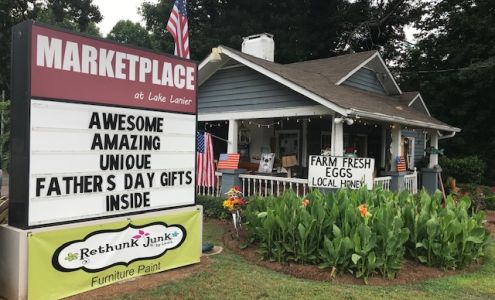 MARKETPLACE
at Lake Lanier
AWESOME
AMAZING
UNIQUE
FATHERS DAY GIFTS
INSIDE
Rethunk Junk
Furniture Paint
FARM FRESH
EGGS
LOCAL HONEY